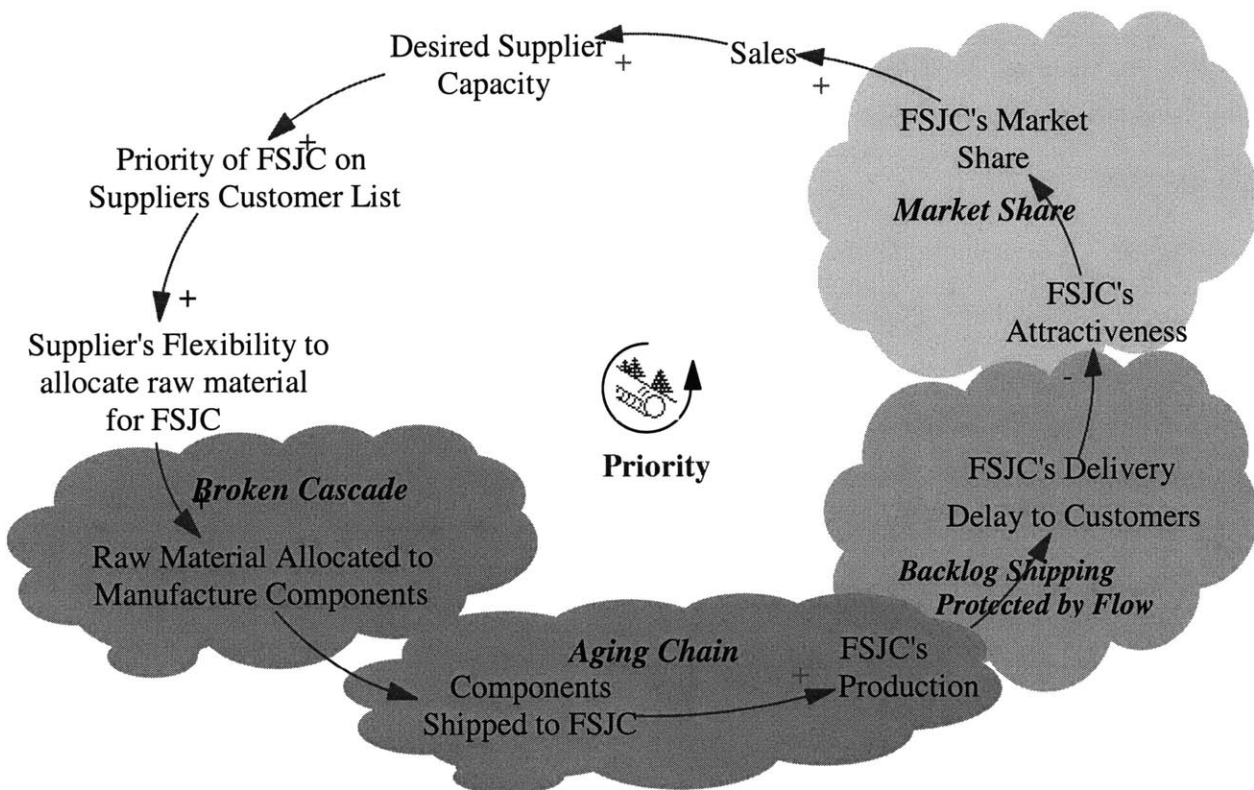 Desired Supplier
Capacity
+
Sales
+
FSJC's Market
Share
Market Share
Priority of FSJC on
Suppliers Customer List
+
+
Supplier's Flexibility to
allocate raw material
for FSJC
FSJC's
Attractiveness
-
Priority
Broken Cascade
+
Raw Material Allocated to
Manufacture Components
FSJC's Delivery
Delay to Customers
Backlog Shipping
Protected by Flow
Aging Chain
Components
Shipped to FSJC
+
FSJC's
Production